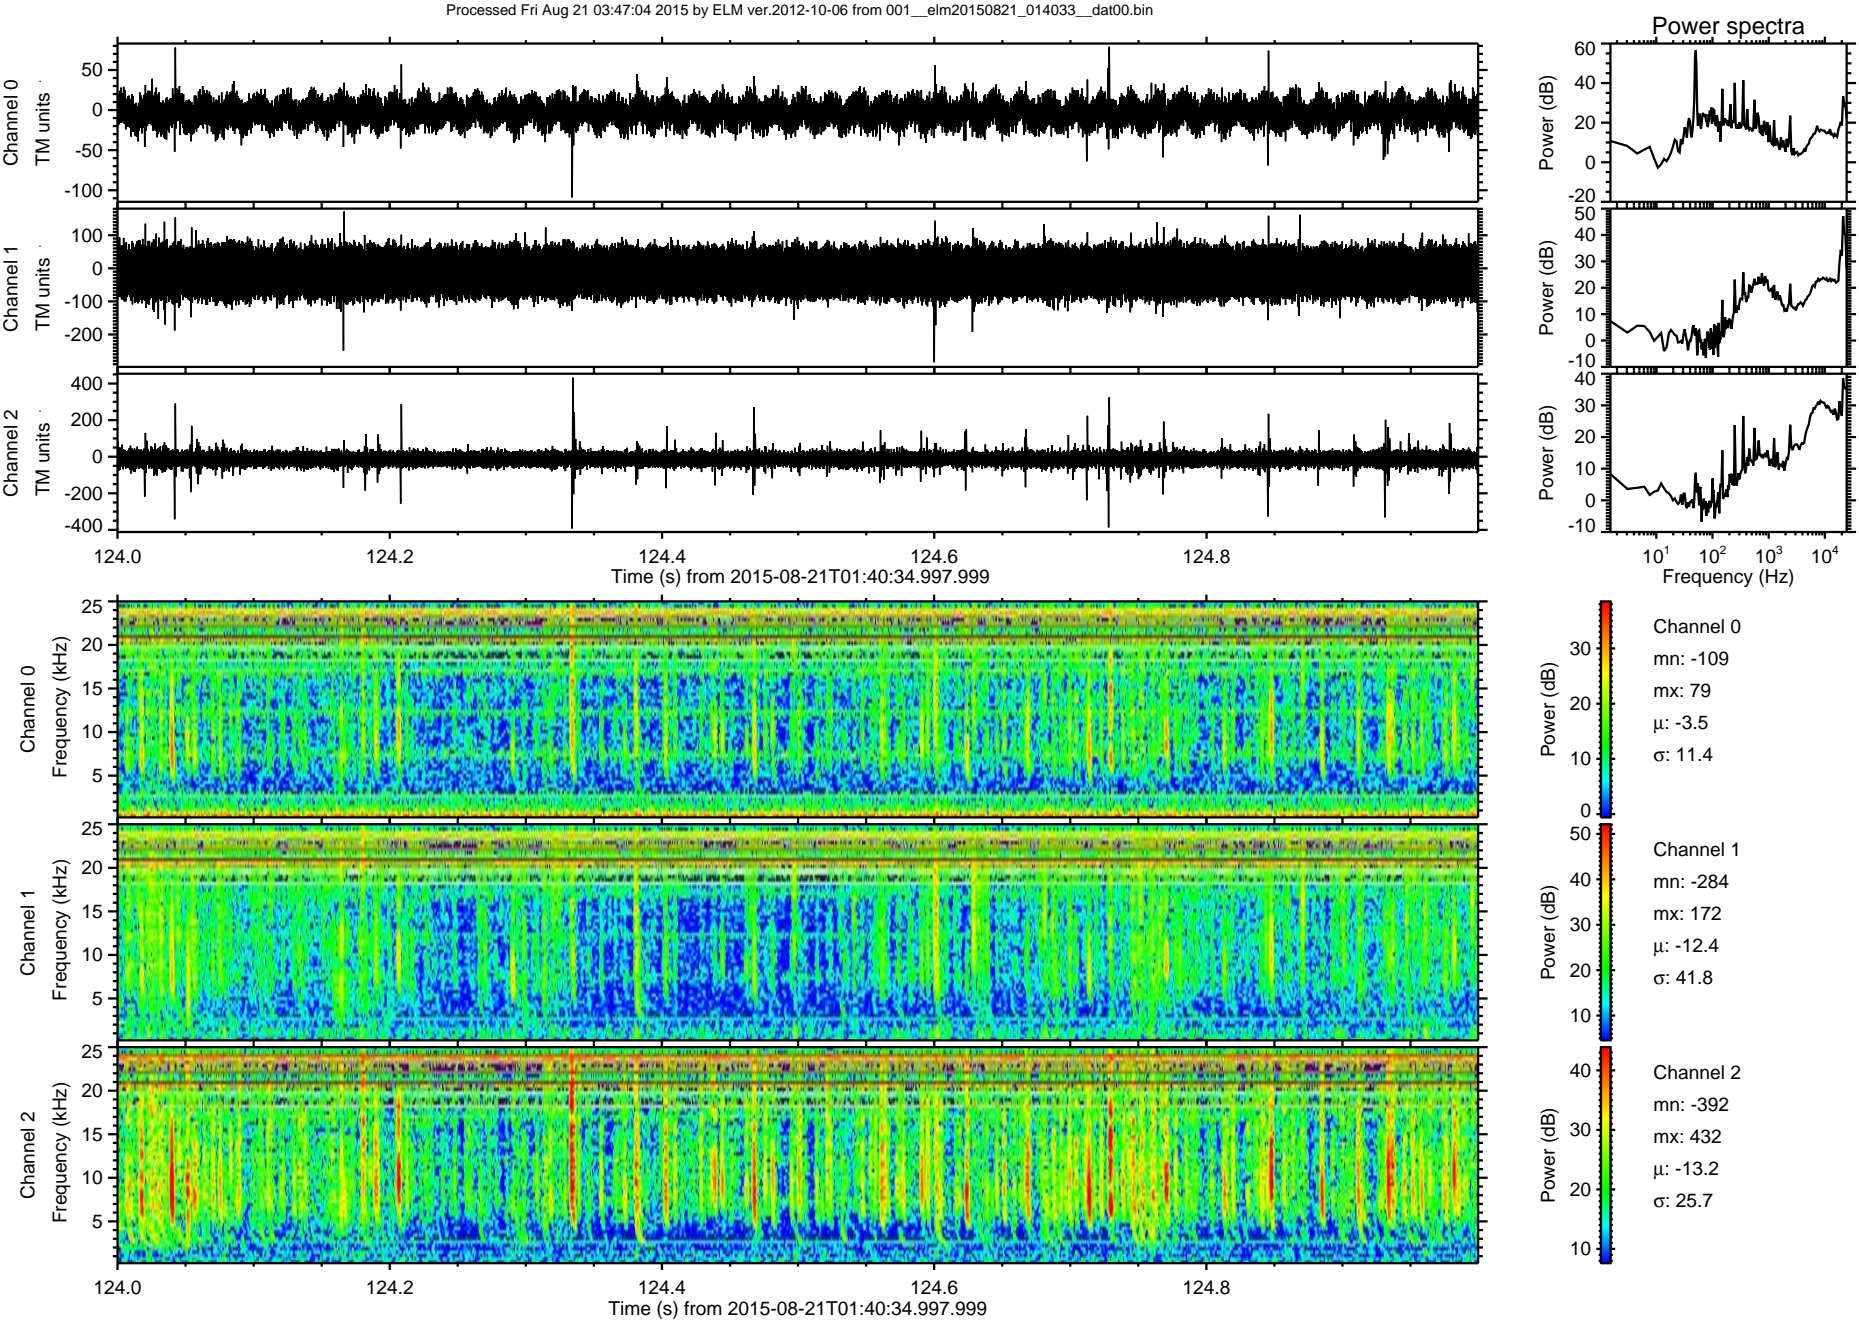 Processed Fri Aug 21 03:47:04 2015 by ELM ver.2012-10-06 from 001__elm20150821_014033__dat00.bin
Power spectra
Channel 0
TM units
50
0
-50
-100
Power (dB)
60
40
20
0
-20
Channel 1
TM units
100
0
-100
-200
Power (dB)
50
40
30
20
10
0
-10
Channel 2
TM units
400
200
0
-200
-400
Power (dB)
40
30
20
10
0
-10
124.0
124.2
124.4
124.6
124.8
Time (s) from 2015-08-21T01:40:34.997.999
10¹
10²
10³
10⁴
Frequency (Hz)
Channel 0
Frequency (kHz)
25
20
15
10
5
Power (dB)
30
20
10
0
Channel 0
mn: -109
mx: 79
μ: -3.5
σ: 11.4
Channel 1
Frequency (kHz)
25
20
15
10
5
Power (dB)
50
40
30
20
10
Channel 1
mn: -284
mx: 172
μ: -12.4
σ: 41.8
Channel 2
Frequency (kHz)
25
20
15
10
5
Power (dB)
40
30
20
10
Channel 2
mn: -392
mx: 432
μ: -13.2
σ: 25.7
124.0
124.2
124.4
124.6
124.8
Time (s) from 2015-08-21T01:40:34.997.999